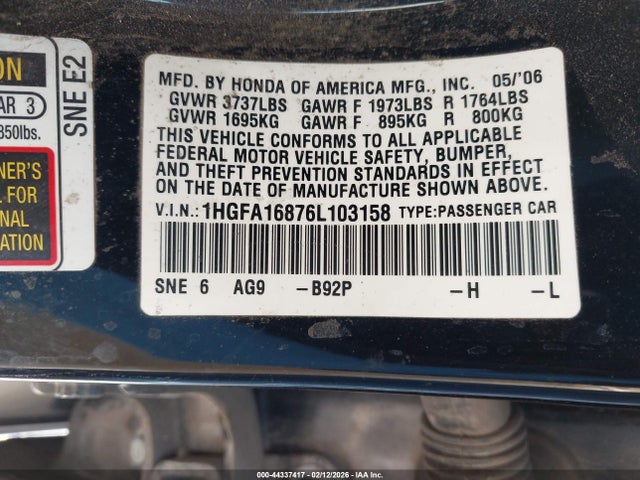 ON
AR 3
850lbs.
SNE E2
NER'S
L FOR
ONAL
ATION
MFD. BY HONDA OF AMERICA MFG., INC. 05/'06
GVWR 3737LBS GAWR F 1973LBS R 1764LBS
GVWR 1695KG GAWR F 895KG R 800KG
THIS VEHICLE CONFORMS TO ALL APPLICABLE
FEDERAL MOTOR VEHICLE SAFETY, BUMPER,
AND THEFT PREVENTION STANDARDS IN EFFECT
ON THE DATE OF MANUFACTURE SHOWN ABOVE.
V.I.N.: 1HGFA16876L103158 TYPE:PASSENGER CAR
SNE 6 AG9 –B92P –H –L
000-44337417 - 02/12/2026 - IAA Inc.